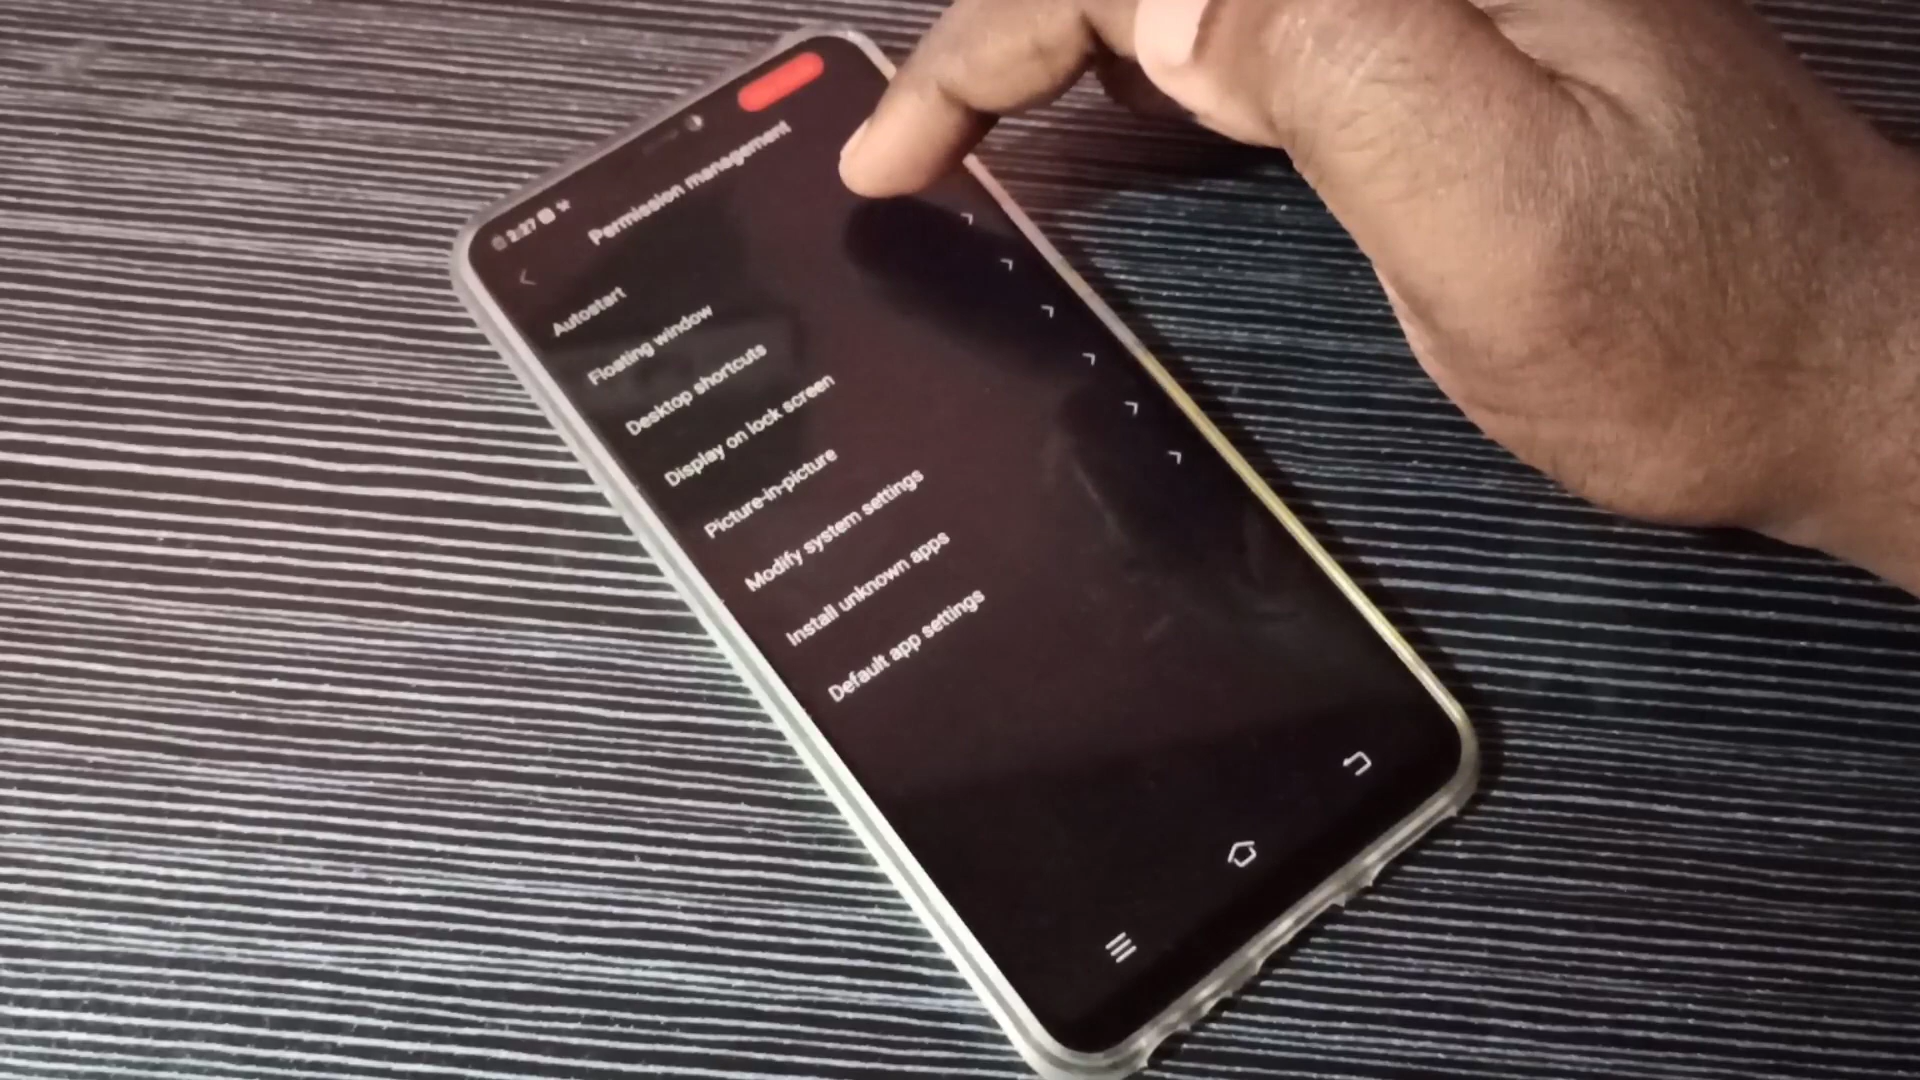 2:27
Permission management
Autostart
Floating window
Desktop shortcuts
Display on lock screen
Picture-in-picture
Modify system settings
Install unknown apps
Default app settings